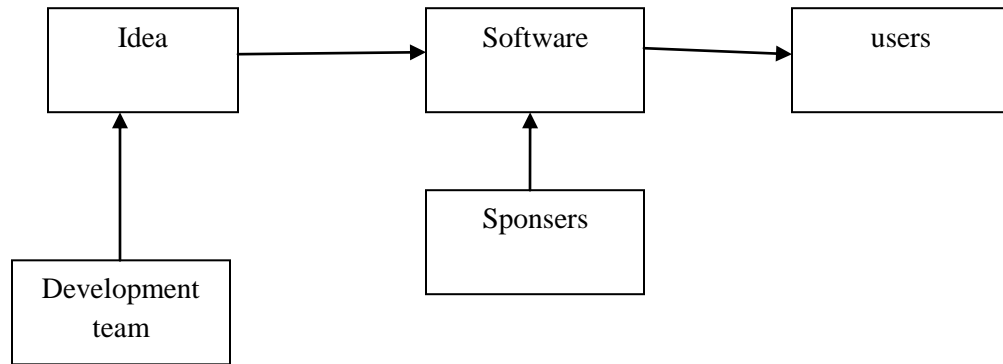 Idea
Software
users
Sponsers
Development
team